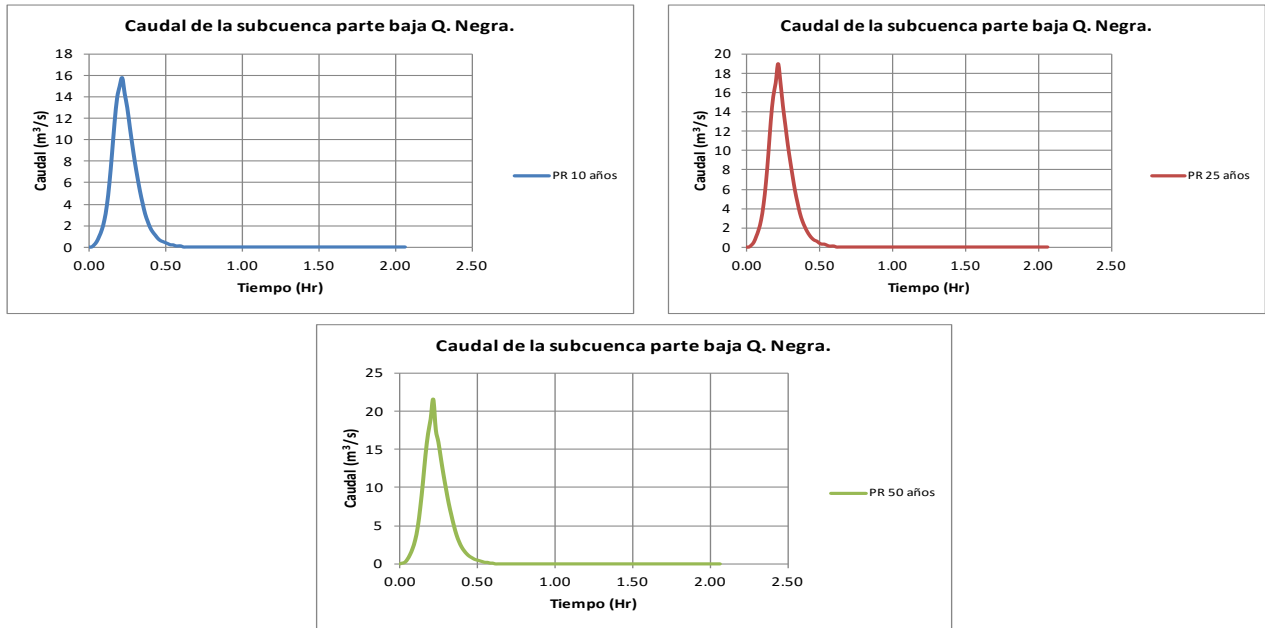 Caudal de la subcuenca parte baja Q. Negra.
Caudal (m³/s)
18
16
14
12
10
8
6
4
2
0
0.00 0.50 1.00 1.50 2.00 2.50
Tiempo (Hr)
PR 10 años
Caudal de la subcuenca parte baja Q. Negra.
Caudal (m³/s)
20
18
16
14
12
10
8
6
4
2
0
0.00 0.50 1.00 1.50 2.00 2.50
Tiempo (Hr)
PR 25 años
Caudal de la subcuenca parte baja Q. Negra.
Caudal (m³/s)
25
20
15
10
5
0
0.00 0.50 1.00 1.50 2.00 2.50
Tiempo (Hr)
PR 50 años